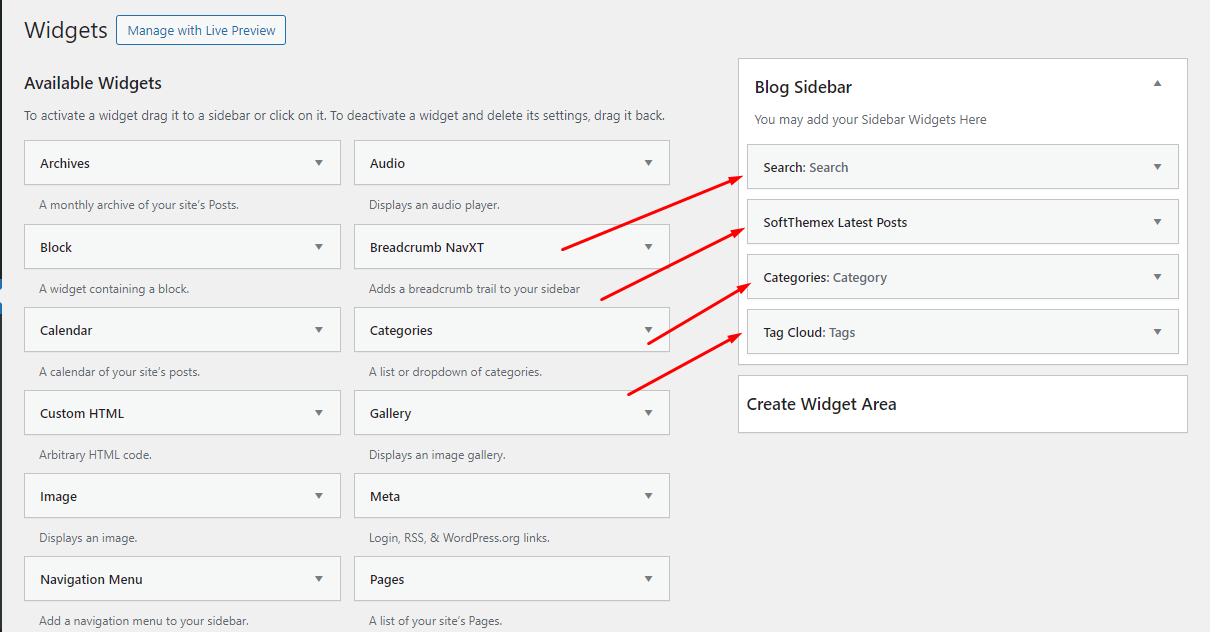 Widgets
Manage with Live Preview
Available Widgets
To activate a widget drag it to a sidebar or click on it. To deactivate a widget and delete its settings, drag it back.
Archives
Audio
A monthly archive of your site's Posts.
Displays an audio player.
Block
Breadcrumb NavXT
A widget containing a block.
Adds a breadcrumb trail to your sidebar
Calendar
Categories
A calendar of your site's posts.
A list or dropdown of categories.
Custom HTML
Gallery
Arbitrary HTML code.
Displays an image gallery.
Image
Meta
Displays an image.
Login, RSS, & WordPress.org links.
Navigation Menu
Pages
Add a navigation menu to your sidebar.
A list of your site's Pages.
Blog Sidebar
You may add your Sidebar Widgets Here
Search: Search
SoftThemex Latest Posts
Categories: Category
Tag Cloud: Tags
Create Widget Area